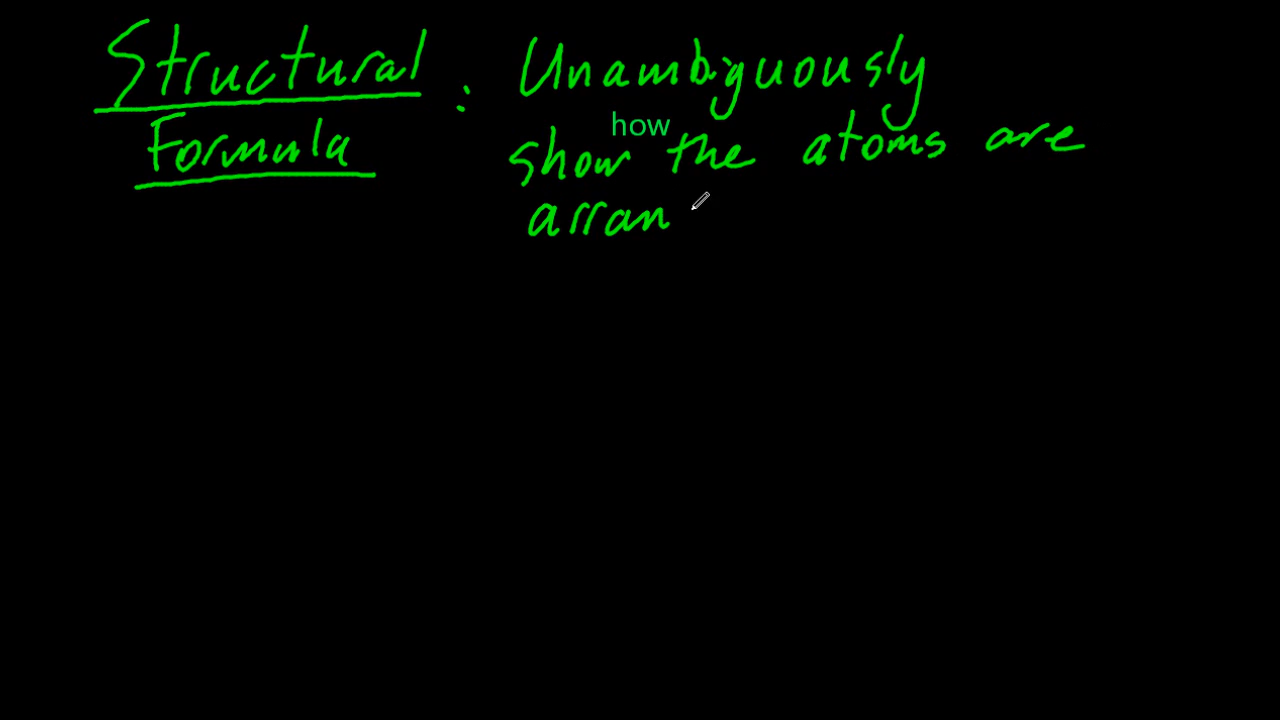 Structural : Unambiguously
Formula
how
show the atoms are
arran